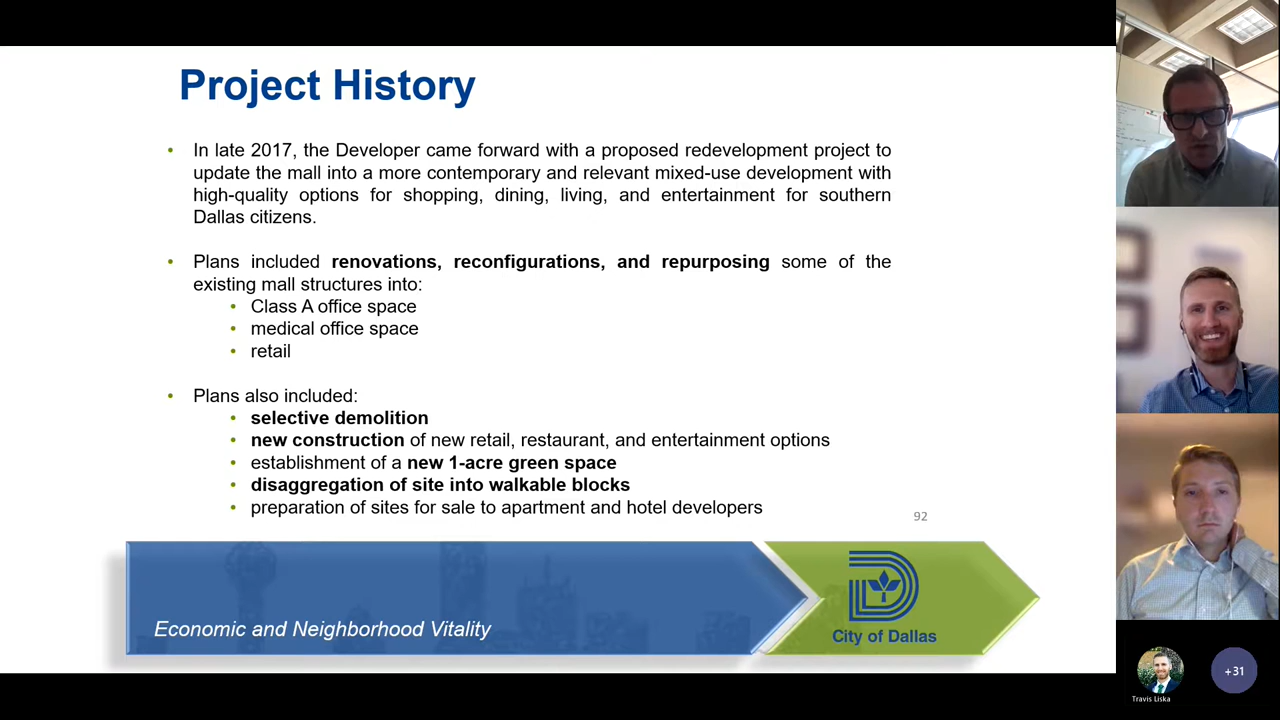 Project History
• In late 2017, the Developer came forward with a proposed redevelopment project to
update the mall into a more contemporary and relevant mixed-use development with
high-quality options for shopping, dining, living, and entertainment for southern
Dallas citizens.
• Plans included renovations, reconfigurations, and repurposing some of the
existing mall structures into:
• Class A office space
• medical office space
• retail
• Plans also included:
• selective demolition
• new construction of new retail, restaurant, and entertainment options
• establishment of a new 1-acre green space
• disaggregation of site into walkable blocks
• preparation of sites for sale to apartment and hotel developers
92
Economic and Neighborhood Vitality
City of Dallas
Travis Liska
+31